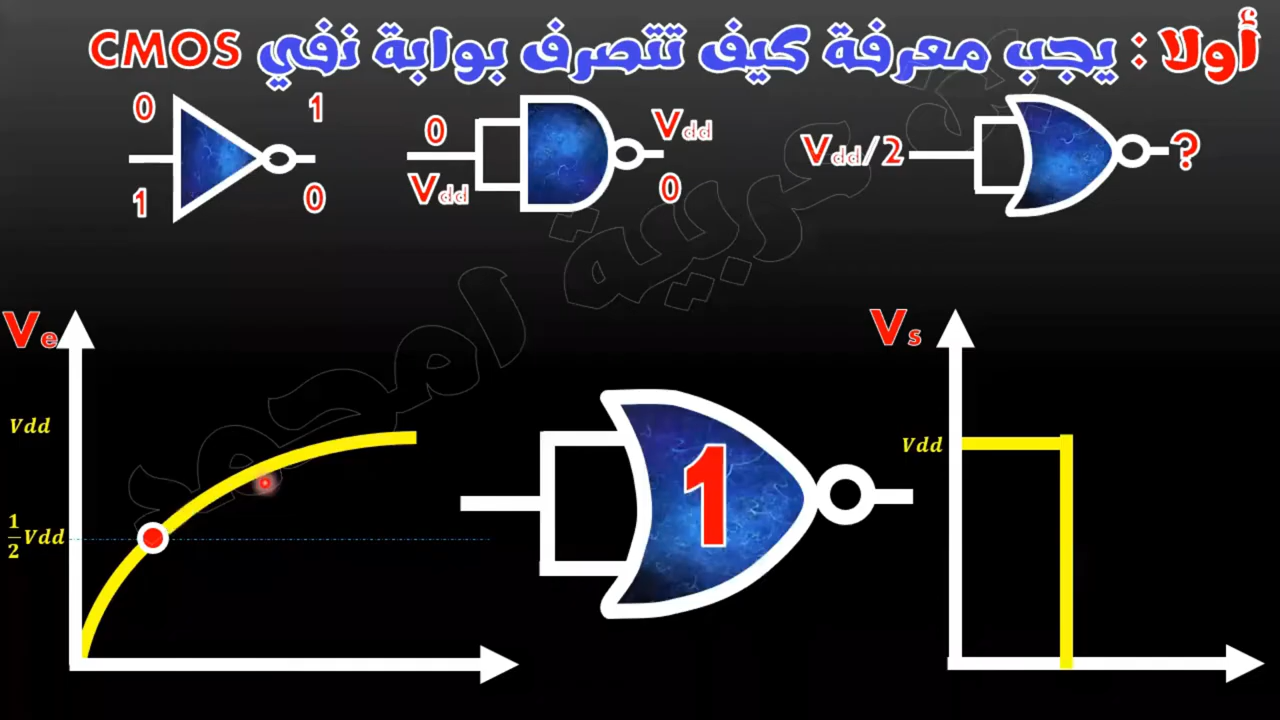 أولا : يجب معرفة كيف تتصرف بوابة نفي CMOS
0 1
1 0
0 Vdd
Vdd 0
Vdd/2 ?
Ve
Vdd
1/2 Vdd
1
Vs
Vdd